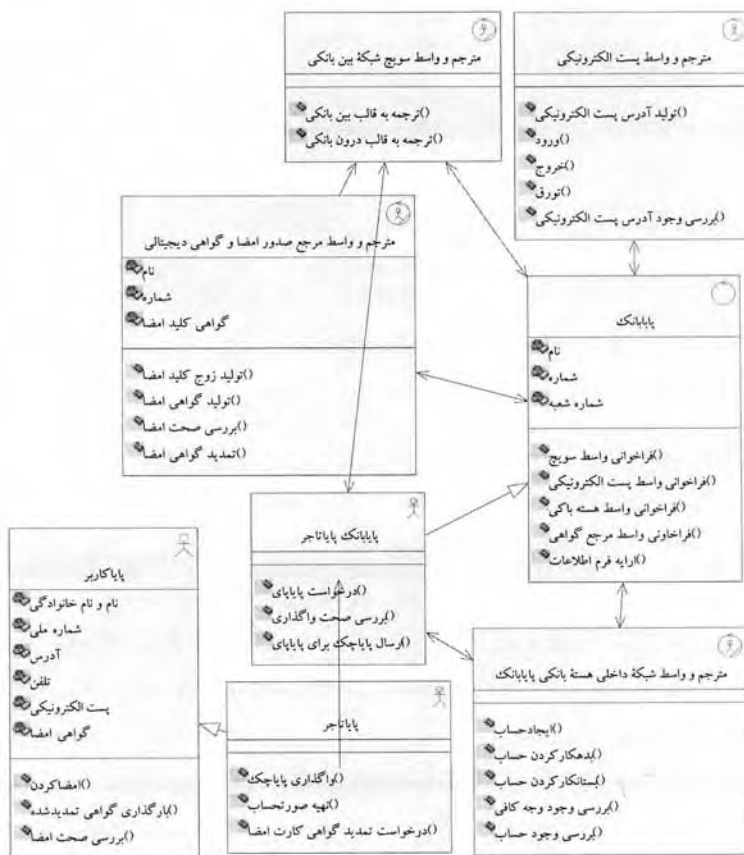 مترجم و واسط سویچ شبکهٔ بین بانکی
ترجمه به قالب بین بانکی()
ترجمه به قالب درون بانکی()
مترجم و واسط پست الکترونیکی
تولید آدرس پست الکترونیکی()
ورود()
خروج()
تورق()
بررسی وجود آدرس پست الکترونیکی()
مترجم و واسط مرجع صدور امضا و گواهی دیجیتالی
نام
شماره
گواهی کلید امضا
تولید زوج کلید امضا()
تولید گواهی امضا()
بررسی صحت امضا()
تمدید گواهی امضا()
پایابانک
نام
شماره
شماره شعبه
فراخوانی واسط سویچ()
فراخوانی واسط پست الکترونیکی()
فراخوانی واسط هسته باکی()
فراخاونی واسط مرجع گواهی()
ارایه فرم اطلاعات()
پایابانک پایاتاجر
درخواست پایاپای()
بررسی صحت واگذاری()
رسال پایاچک برای پایاپای()
پایاکاربر
نام و نام خانوادگی
شماره ملی
آدرس
تلفن
پست الکترونیکی
گواهی امضا
امضاکردن()
بارگذاری گواهی تمدیدشده()
بررسی صحت امضا()
پایاتاجر
واگذاری پایاچک()
تهیه صورتحساب()
درخواست تمدید گواهی کارت امضا()
مترجم و واسط شبکهٔ داخلی هستهٔ بانکی پایابانک
ایجادحساب()
بدهکارکردن حساب()
بستانکارکردن حساب()
بررسی وجود وجه کافی()
بررسی وجود حساب()